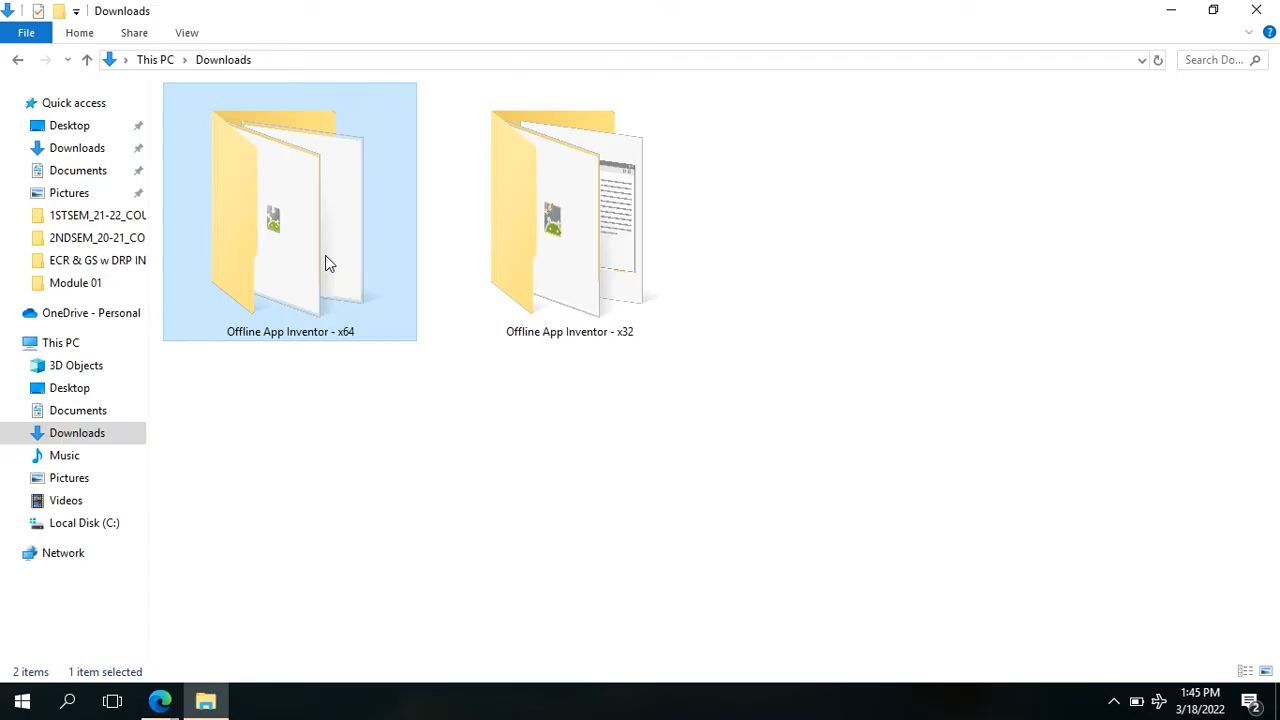 Downloads
File Home Share View
This PC Downloads
Search Do...
Quick access
Desktop
Downloads
Documents
Pictures
1STSEM_21-22_COU
2NDSEM_20-21_CO
ECR & GS w DRP IN
Module 01
OneDrive - Personal
This PC
3D Objects
Desktop
Documents
Downloads
Music
Pictures
Videos
Local Disk (C:)
Network
Offline App Inventor - x64
Offline App Inventor - x32
2 items 1 item selected
1:45 PM
3/18/2022
2